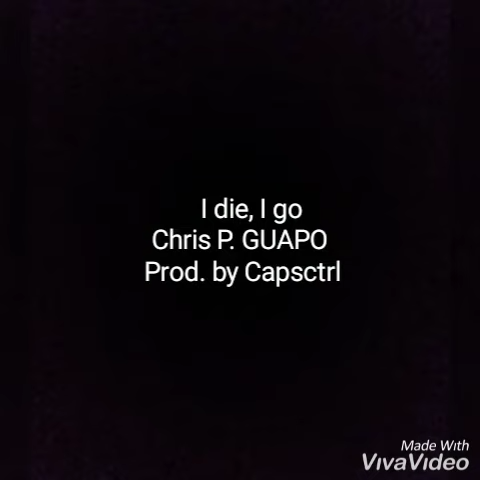 I die, I go
Chris P. GUAPO
Prod. by Capsctrl
Made With
VivaVideo